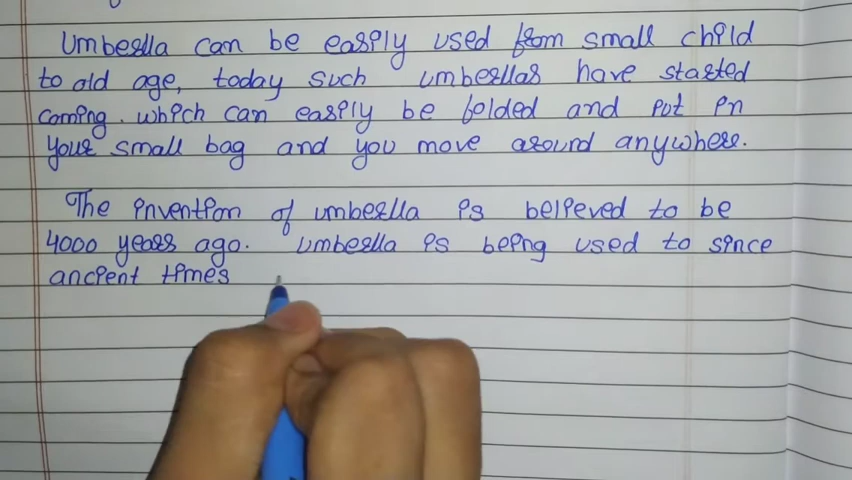 Umbrella can be easily used from small child
to old age, today such umbrellas have started
coming. which can easily be folded and put in
your small bag and you move around anywhere.
The invention of umbrella is believed to be
4000 years ago. umbrella is being used to since
ancient times